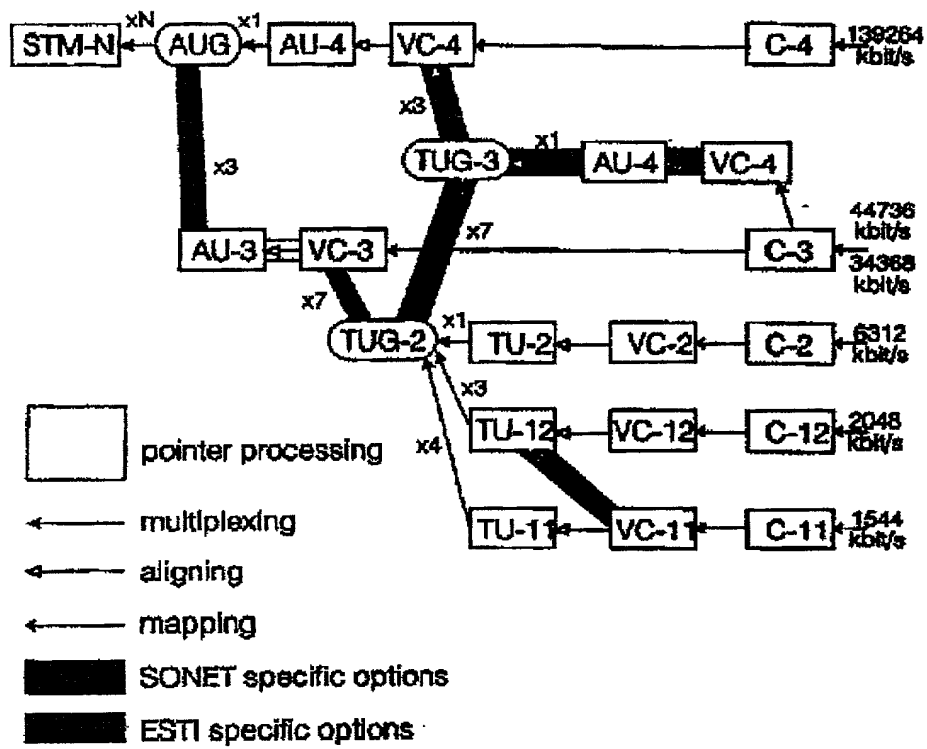 STM-N xN AUG x1 AU-4 VC-4 C-4 139264 kbit/s
x3
TUG-3 x1 AU-4 VC-4
x3
x7
44736 kbit/s
AU-3 VC-3 C-3
34368 kbit/s
x7
TUG-2 x1 TU-2 VC-2 C-2 6312 kbit/s
x3
TU-12 VC-12 C-12 2048 kbit/s
x4
TU-11 VC-11 C-11 1544 kbit/s
pointer processing
multiplexing
aligning
mapping
SONET specific options
ESTI specific options